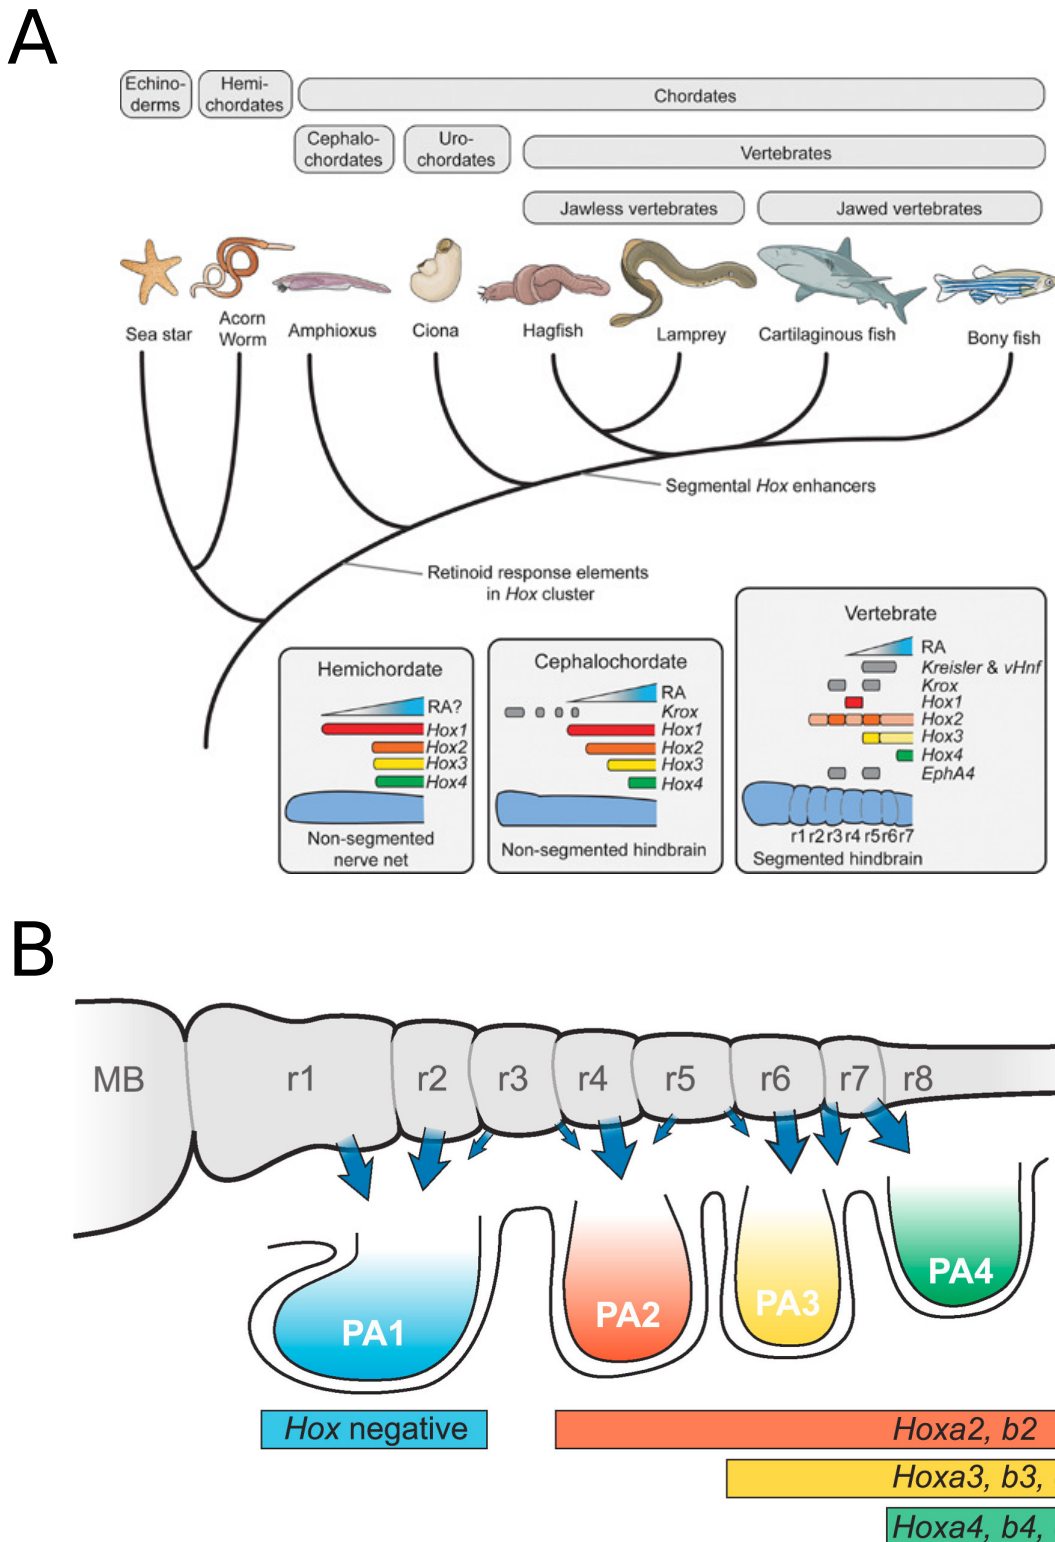 A
Echino-
derms
Hemi-
chordates
Chordates
Cephalo-
chordates
Uro-
chordates
Vertebrates
Jawless vertebrates
Jawed vertebrates
Sea star
Acorn
Worm
Amphioxus
Ciona
Hagfish
Lamprey
Cartilaginous fish
Bony fish
Segmental Hox enhancers
Retinoid response elements
in Hox cluster
Hemichordate
RA?
Hox1
Hox2
Hox3
Hox4
Non-segmented
nerve net
Cephalochordate
RA
Krox
Hox1
Hox2
Hox3
Hox4
Non-segmented hindbrain
Vertebrate
RA
Kreisler & vHnf
Krox
Hox1
Hox2
Hox3
Hox4
EphA4
r1 r2 r3 r4 r5 r6 r7
Segmented hindbrain
B
MB r1 r2 r3 r4 r5 r6 r7 r8
PA1
PA2
PA3
PA4
Hox negative
Hoxa2, b2
Hoxa3, b3,
Hoxa4, b4,